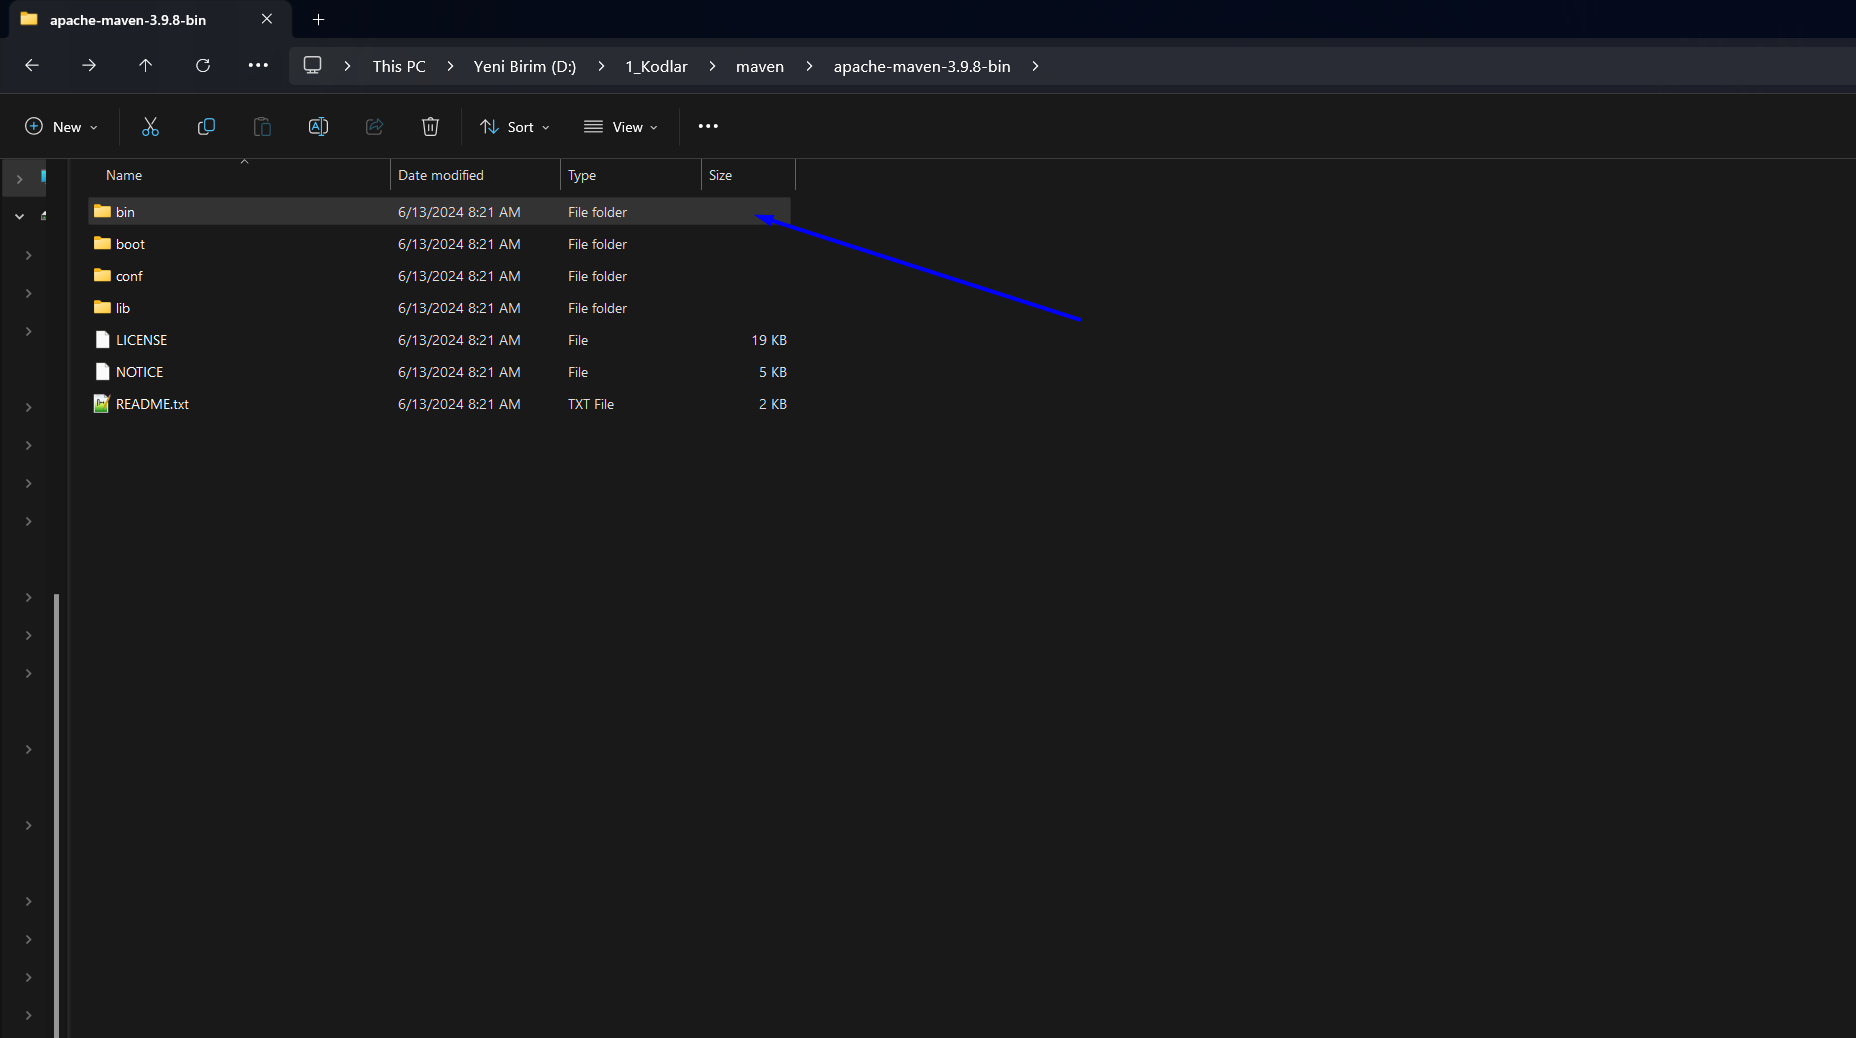 apache-maven-3.9.8-bin
This PC > Yeni Birim (D:) > 1_Kodlar > maven > apache-maven-3.9.8-bin >
New Sort View
Name Date modified Type Size
bin 6/13/2024 8:21 AM File folder
boot 6/13/2024 8:21 AM File folder
conf 6/13/2024 8:21 AM File folder
lib 6/13/2024 8:21 AM File folder
LICENSE 6/13/2024 8:21 AM File 19 KB
NOTICE 6/13/2024 8:21 AM File 5 KB
README.txt 6/13/2024 8:21 AM TXT File 2 KB